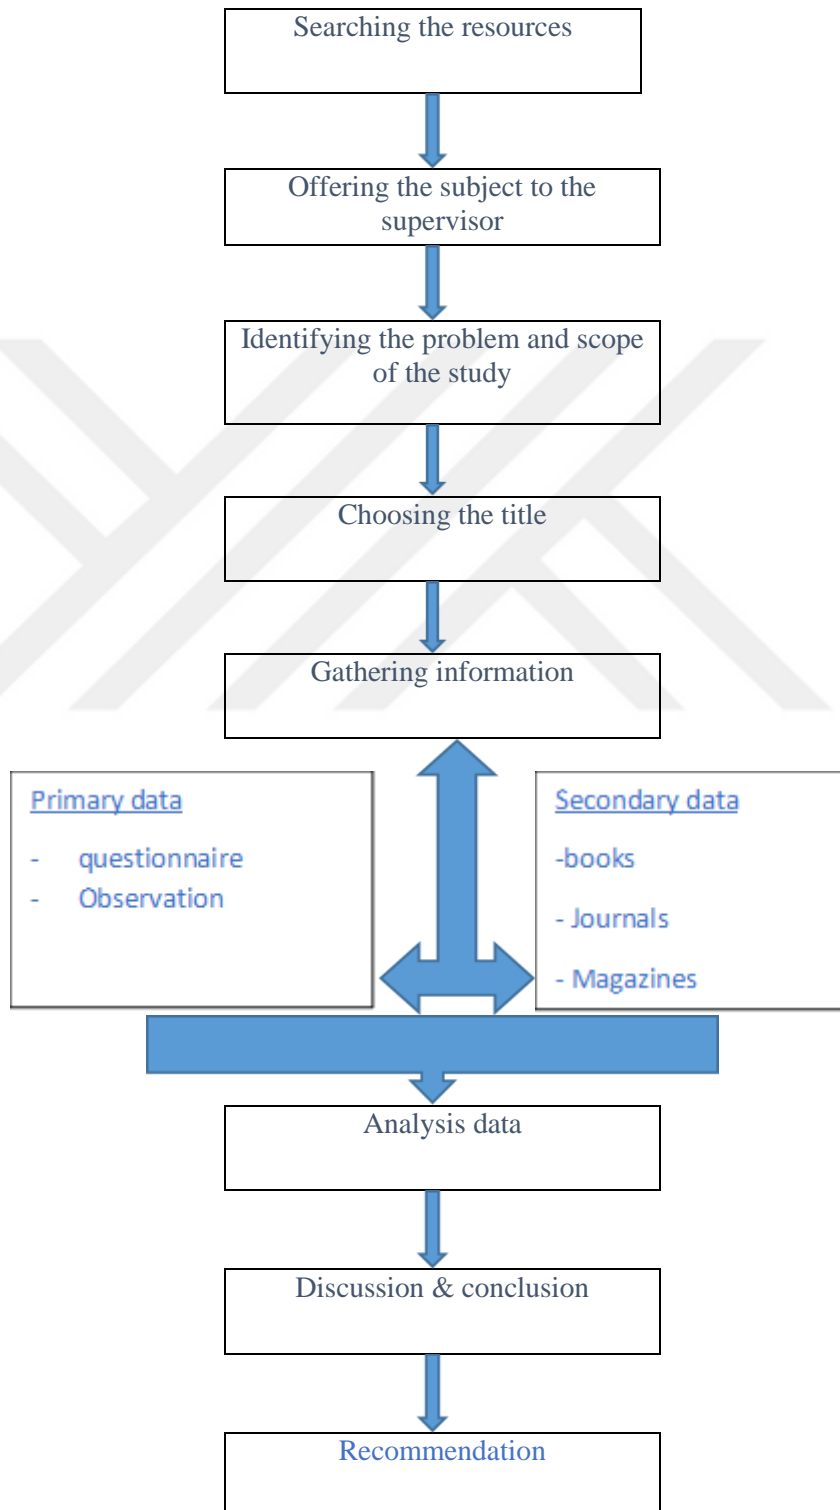 Searching the resources
Offering the subject to the
supervisor
Identifying the problem and scope
of the study
Choosing the title
Gathering information
Primary data
- questionnaire
- Observation
Secondary data
-books
- Journals
- Magazines
Analysis data
Discussion & conclusion
Recommendation